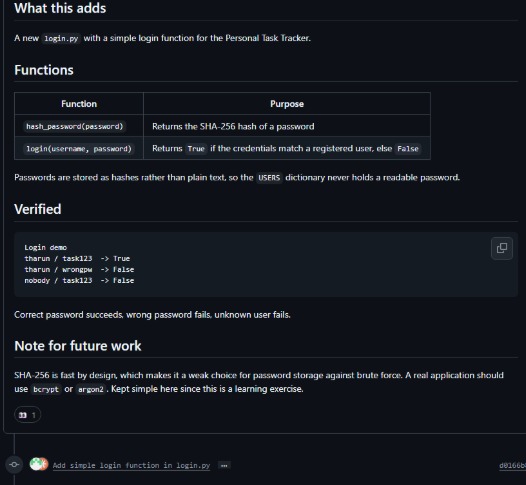 What this adds
A new login.py with a simple login function for the Personal Task Tracker.
Functions
Function Purpose
hash_password(password) Returns the SHA-256 hash of a password
login(username, password) Returns True if the credentials match a registered user, else False
Passwords are stored as hashes rather than plain text, so the USERS dictionary never holds a readable password.
Verified
Login demo
tharun / task123 -> True
tharun / wrongpw -> False
nobody / task123 -> False
Correct password succeeds, wrong password fails, unknown user fails.
Note for future work
SHA-256 is fast by design, which makes it a weak choice for password storage against brute force. A real application should
use bcrypt or argon2. Kept simple here since this is a learning exercise.
1
Add simple login function in login.py ...